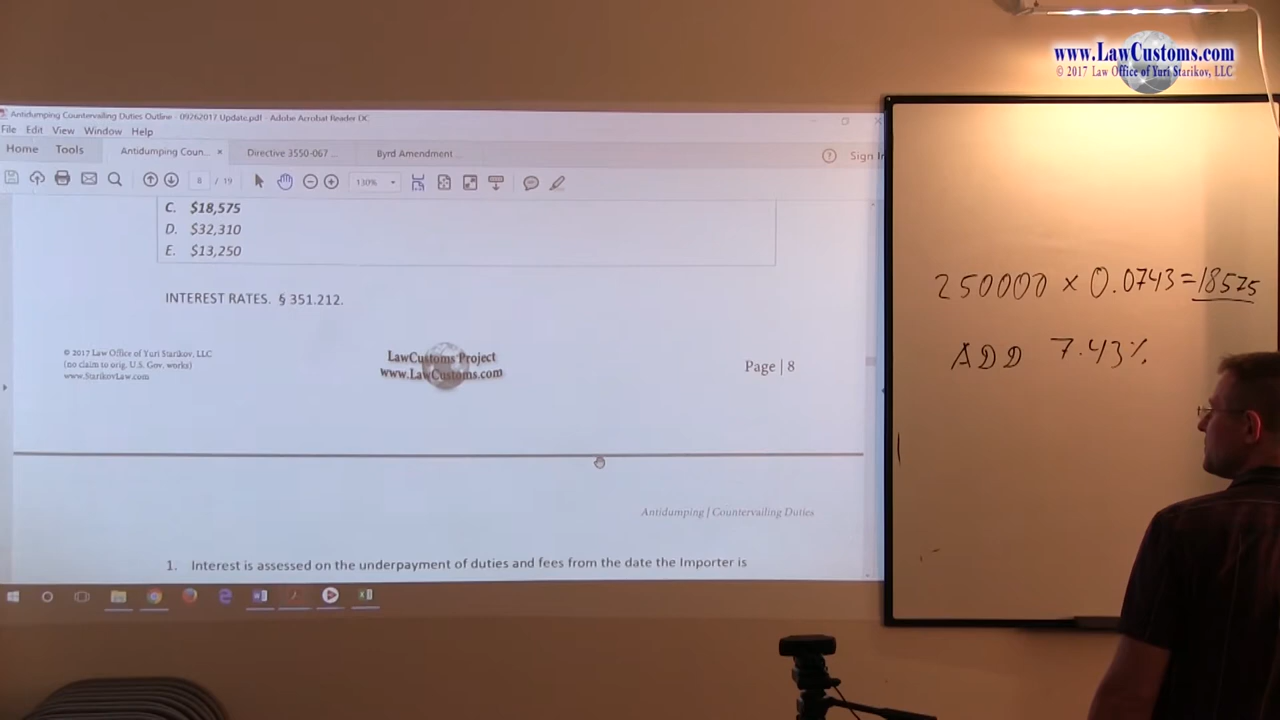 www.LawCustoms.com
© 2017 Law Office of Yuri Starikov, LLC
Antidumping Countervailing Duties Outline - 09262017 Update.pdf - Adobe Acrobat Reader DC
File Edit View Window Help
Home Tools Antidumping Coun... × Directive 3550-067 ... Byrd Amendment... Sign In
8 / 19 130%
C. $18,575
D. $32,310
E. $13,250
INTEREST RATES. § 351.212.
© 2017 Law Office of Yuri Starikov, LLC
(no claim to orig. U.S. Gov. works)
www.StarikovLaw.com
LawCustoms Project
www.LawCustoms.com
Page | 8
Antidumping | Countervailing Duties
1. Interest is assessed on the underpayment of duties and fees from the date the Importer is
250000 × 0.0743 = 18575
ADD 7.43%